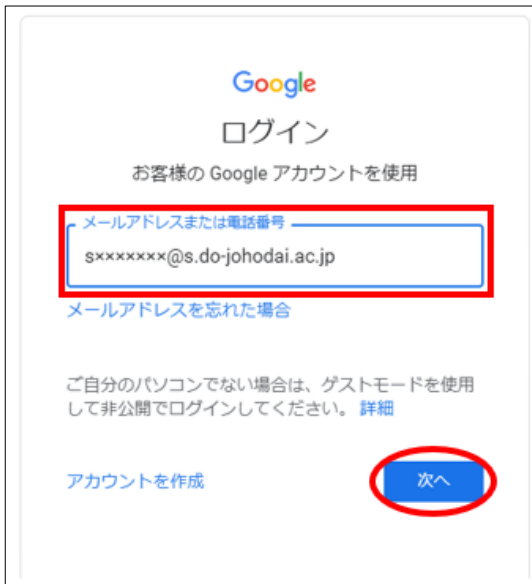 Google
ログイン
お客様の Google アカウントを使用
メールアドレスまたは電話番号
s×××××××@s.do-johodai.ac.jp
メールアドレスを忘れた場合
ご自分のパソコンでない場合は、ゲストモードを使用
して非公開でログインしてください。 詳細
アカウントを作成
次へ